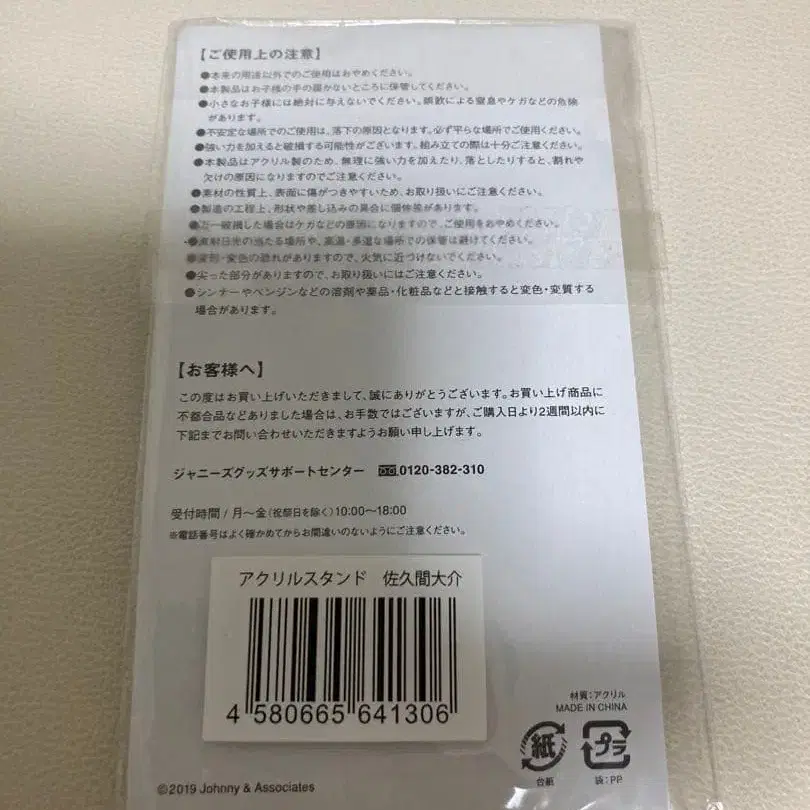 【ご使用上の注意】
●本来の用途以外でのご使用はおやめください。
●本製品はお子様の手の届かないところに保管してください。
●小さなお子様には絶対に与えないでください。誤飲による窒息やケガなどの危険
があります。
●不安定な場所でのご使用は、落下の原因となります。必ず平らな場所でご使用ください。
●強い力を加えると破損する可能性がございます。組み立ての際は十分ご注意ください。
●本製品はアクリル製のため、無理に強い力を加えたり、落としたりすると、割れや
欠けの原因になりますのでご注意ください。
●素材の性質上、表面に傷がつきやすいため、お取り扱いにご注意ください。
●製造の工程上、形状や差し込みの具合に個体差があります。
●万一破損した場合はケガなどの原因になりますので、ご使用をおやめください。
●直射日光の当たる場所や、高温・多湿な場所での保管は避けてください。
●変形・変色の恐れがありますので、火気に近づけないでください。
●尖った部分がありますので、お取り扱いにはご注意ください。
●シンナーやベンジンなどの溶剤や薬品・化粧品などと接触すると変色・変質する
場合があります。
【お客様へ】
この度はお買い上げいただきまして、誠にありがとうございます。お買い上げ商品に
不都合品などありました場合は、お手数ではございますが、ご購入日より2週間以内に
下記までお問い合わせいただきますようお願い申し上げます。
ジャニーズグッズサポートセンター 0120-382-310
受付時間 / 月〜金(祝祭日を除く)10:00〜18:00
※電話番号はよく確かめてからお間違いのないようにご注意ください。
アクリルスタンド 佐久間大介
4 580665 641306
材質:アクリル
MADE IN CHINA
紙 プラ
台紙 袋:PP
©2019 Johnny & Associates